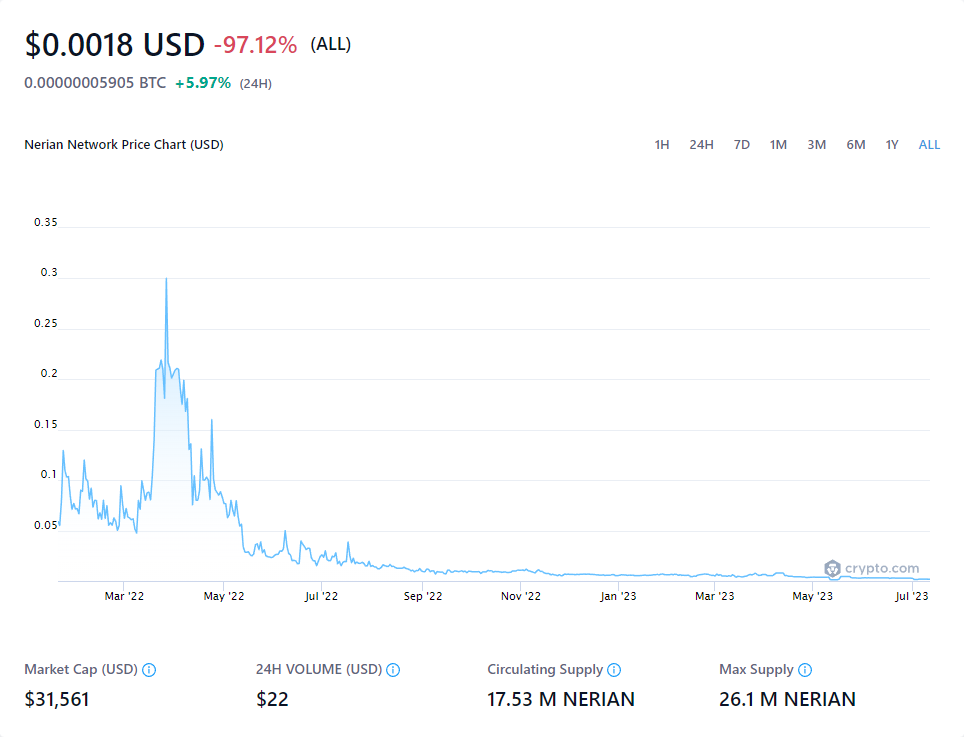 $0.0018 USD -97.12% (ALL)
0.00000005905 BTC +5.97% (24H)
Nerian Network Price Chart (USD) 1H 24H 7D 1M 3M 6M 1Y ALL
0.35
0.3
0.25
0.2
0.15
0.1
0.05
crypto.com
Mar '22 May '22 Jul '22 Sep '22 Nov '22 Jan '23 Mar '23 May '23 Jul '23
Market Cap (USD) 24H VOLUME (USD) Circulating Supply Max Supply
$31,561 $22 17.53 M NERIAN 26.1 M NERIAN